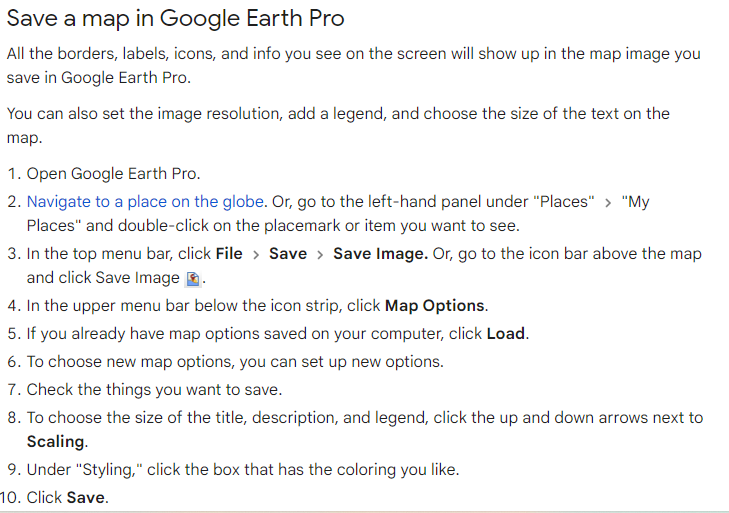 Save a map in Google Earth Pro
All the borders, labels, icons, and info you see on the screen will show up in the map image you
save in Google Earth Pro.
You can also set the image resolution, add a legend, and choose the size of the text on the
map.
1. Open Google Earth Pro.
2. Navigate to a place on the globe. Or, go to the left-hand panel under "Places" > "My
Places" and double-click on the placemark or item you want to see.
3. In the top menu bar, click File > Save > Save Image. Or, go to the icon bar above the map
and click Save Image .
4. In the upper menu bar below the icon strip, click Map Options.
5. If you already have map options saved on your computer, click Load.
6. To choose new map options, you can set up new options.
7. Check the things you want to save.
8. To choose the size of the title, description, and legend, click the up and down arrows next to
Scaling.
9. Under "Styling," click the box that has the coloring you like.
10. Click Save.